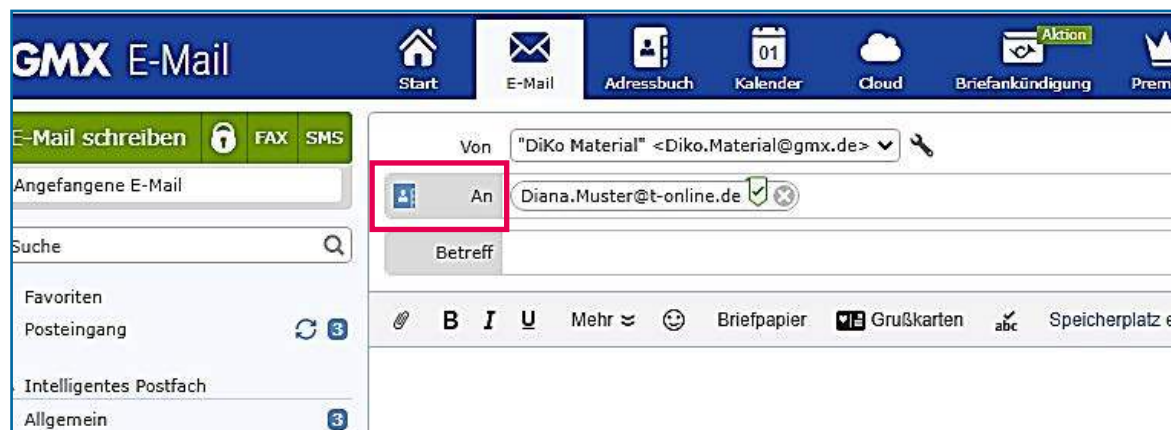 GMX E-Mail
Start
E-Mail
Adressbuch
01
Kalender
Cloud
Aktion
Briefankündigung
Prem
E-Mail schreiben FAX SMS
Angefangene E-Mail
Suche
Favoriten
Posteingang 3
Intelligentes Postfach
Allgemein 3
Von "DiKo Material" <Diko.Material@gmx.de>
An Diana.Muster@t-online.de
Betreff
B I U Mehr Briefpapier Grußkarten abc Speicherplatz e